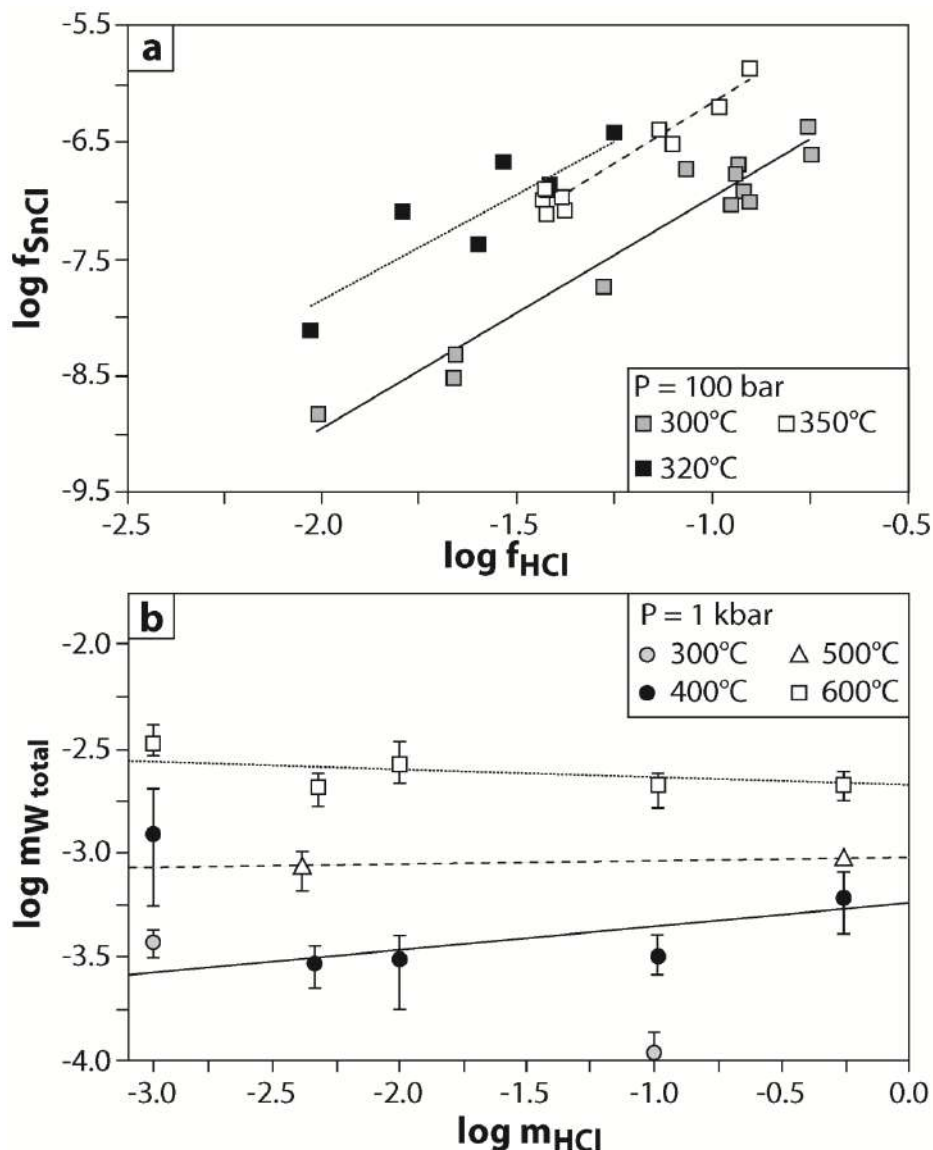 a
-5.5
-6.5
-7.5
-8.5
-9.5
log fSnCl
P = 100 bar
300°C 350°C
320°C
-2.5 -2.0 -1.5 -1.0 -0.5
log fHCl
b
-2.0
-2.5
-3.0
-3.5
-4.0
log mW total
P = 1 kbar
300°C 500°C
400°C 600°C
-3.0 -2.5 -2.0 -1.5 -1.0 -0.5 0.0
log mHCl